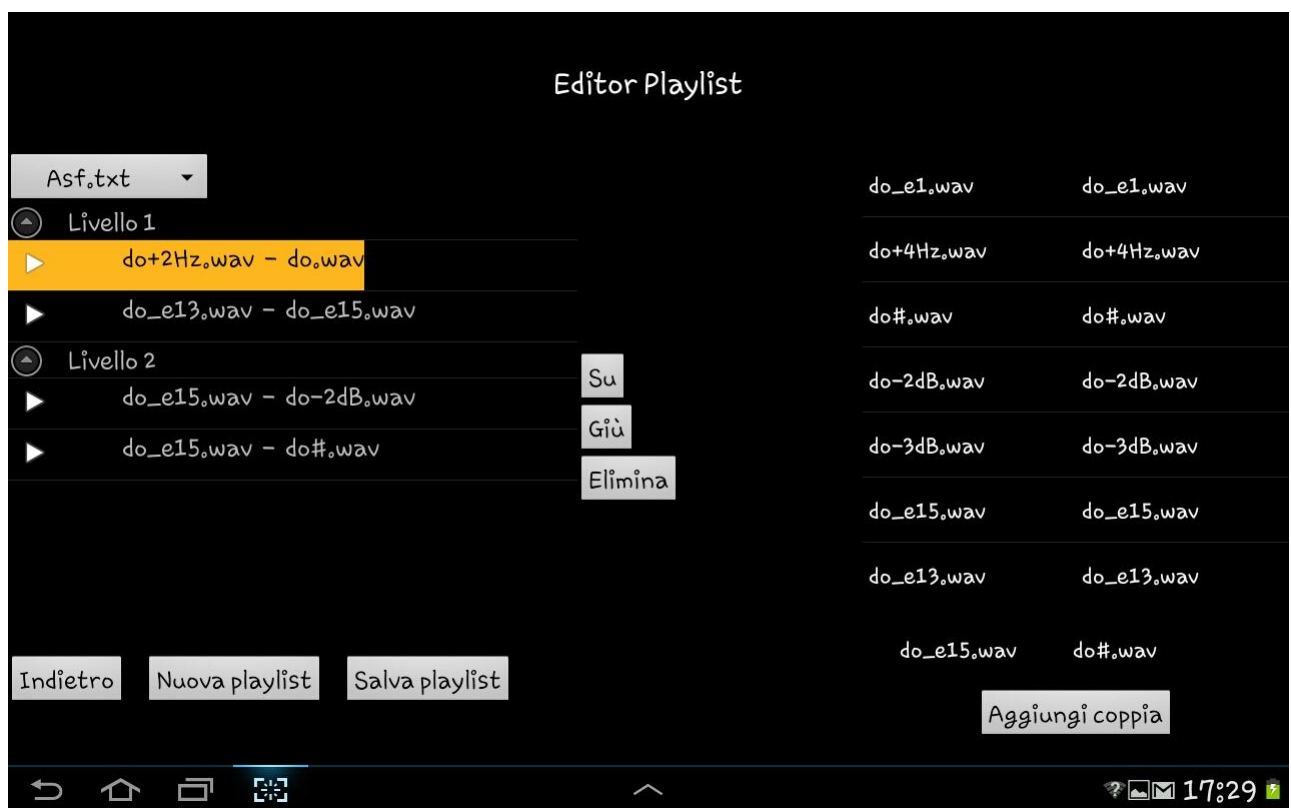 Editor Playlist
Asf.txt
Livello 1
do+2Hz.wav - do.wav
do_e13.wav - do_e15.wav
Livello 2
do_e15.wav - do-2dB.wav
do_e15.wav - do#.wav
Su
Giù
Elimina
do_e1.wav do_e1.wav
do+4Hz.wav do+4Hz.wav
do#.wav do#.wav
do-2dB.wav do-2dB.wav
do-3dB.wav do-3dB.wav
do_e15.wav do_e15.wav
do_e13.wav do_e13.wav
do_e15.wav do#.wav
Aggiungi coppia
Indietro Nuova playlist Salva playlist
17:29